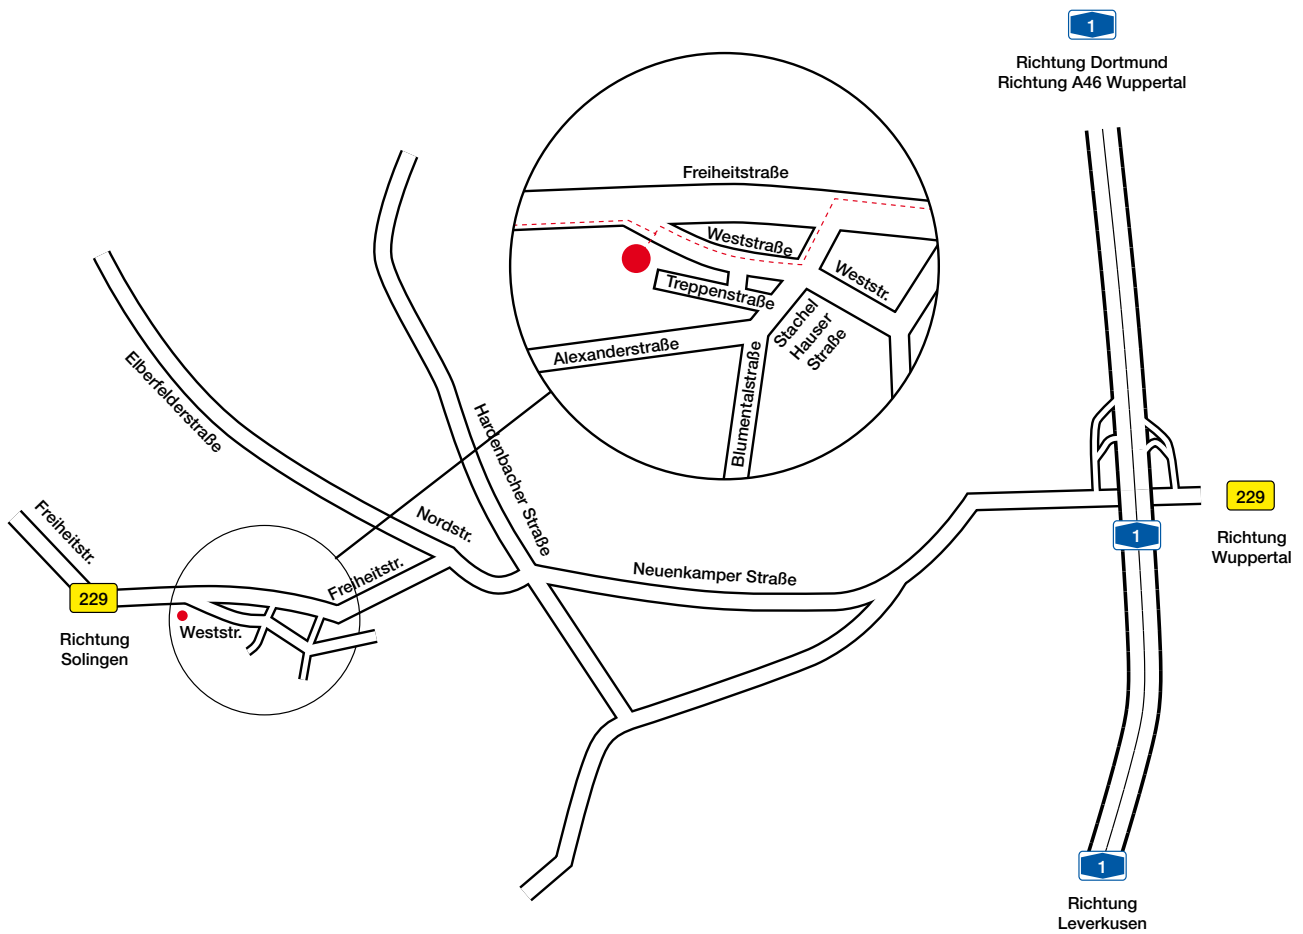 1
Richtung Dortmund
Richtung A46 Wuppertal
Freiheitstraße
Weststraße
Weststr.
Treppenstraße
Stachel
Hauser
Straße
Alexanderstraße
Blumentalstraße
Elberfelderstraße
Hardenbacher Straße
Nordstr.
Freiheitstr.
Freiheitstr.
Neuenkamper Straße
229
Richtung
Wuppertal
1
229
Richtung
Solingen
Weststr.
1
Richtung
Leverkusen